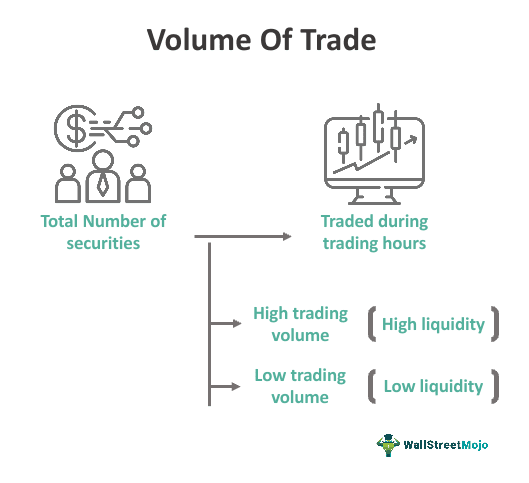 Volume Of Trade
$
Total Number of
securities
Traded during
trading hours
High trading
volume
High liquidity
Low trading
volume
Low liquidity
WallStreetMojo